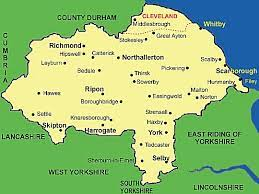 COUNTY DURHAM
CLEVELAND
Middlesbrough
Whitby
Stokesley
Great Ayton
CUMBRIA
Richmond
Hipswell
Catterick
Northallerton
Leyburn
Scarborough
Bedale
Thirsk
Pickering
Hunmanby
Filey
Hawes
Ripon
Sowerby
Easingwold
Malton
Boroughbridge
Norton
Settle
Knaresborough
Haxby
LANCASHIRE
Skipton
York
Harrogate
Tadcaster
EAST RIDING OF
YORKSHIRE
Sherburn-in-Elmet
Selby
WEST YORKSHIRE
SOUTH
YORKSHIRE
LINCOLNSHIRE